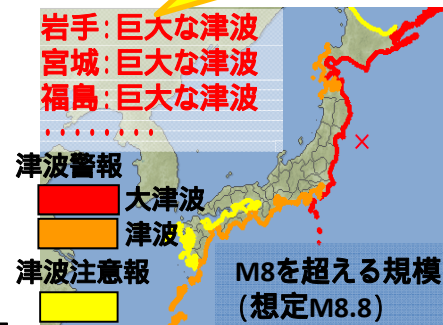 岩手:巨大な津波
宮城:巨大な津波
福島:巨大な津波
・・・・・・・・
津波警報
大津波
津波
津波注意報
M8を超える規模
(想定M8.8)